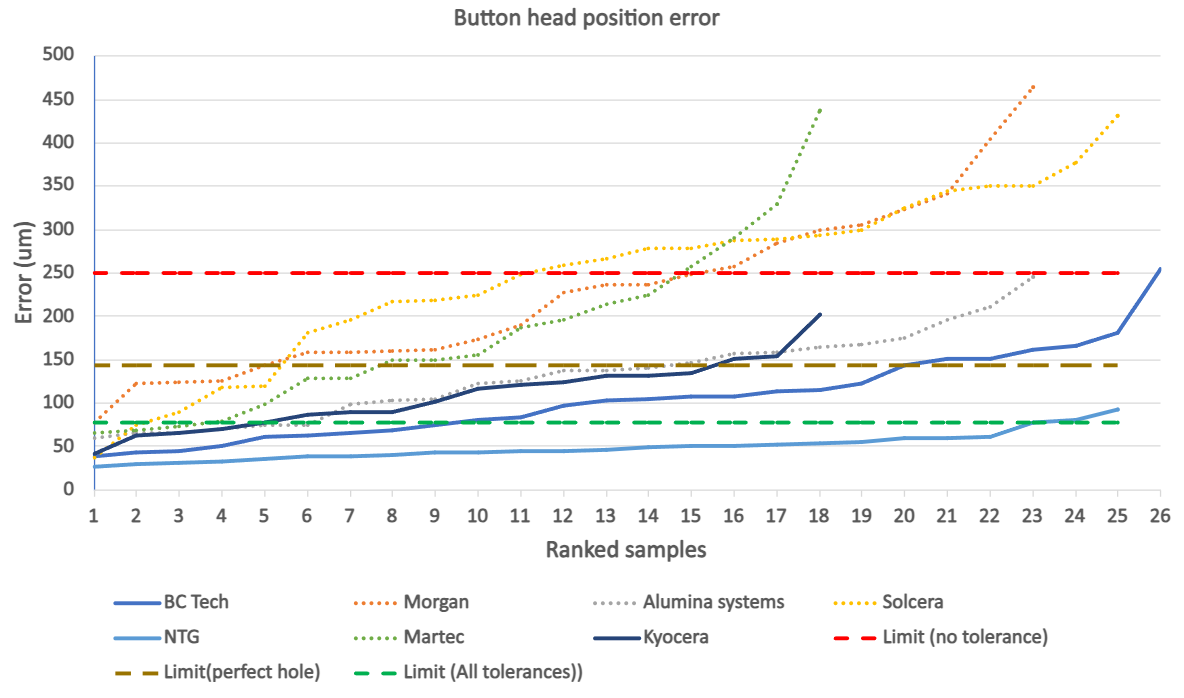 Button head position error
500
450
400
350
300
250
200
150
100
50
0
Error (um)
1 2 3 4 5 6 7 8 9 10 11 12 13 14 15 16 17 18 19 20 21 22 23 24 25 26
Ranked samples
BC Tech Morgan Alumina systems Solcera
NTG Martec Kyocera Limit (no tolerance)
Limit(perfect hole) Limit (All tolerances))